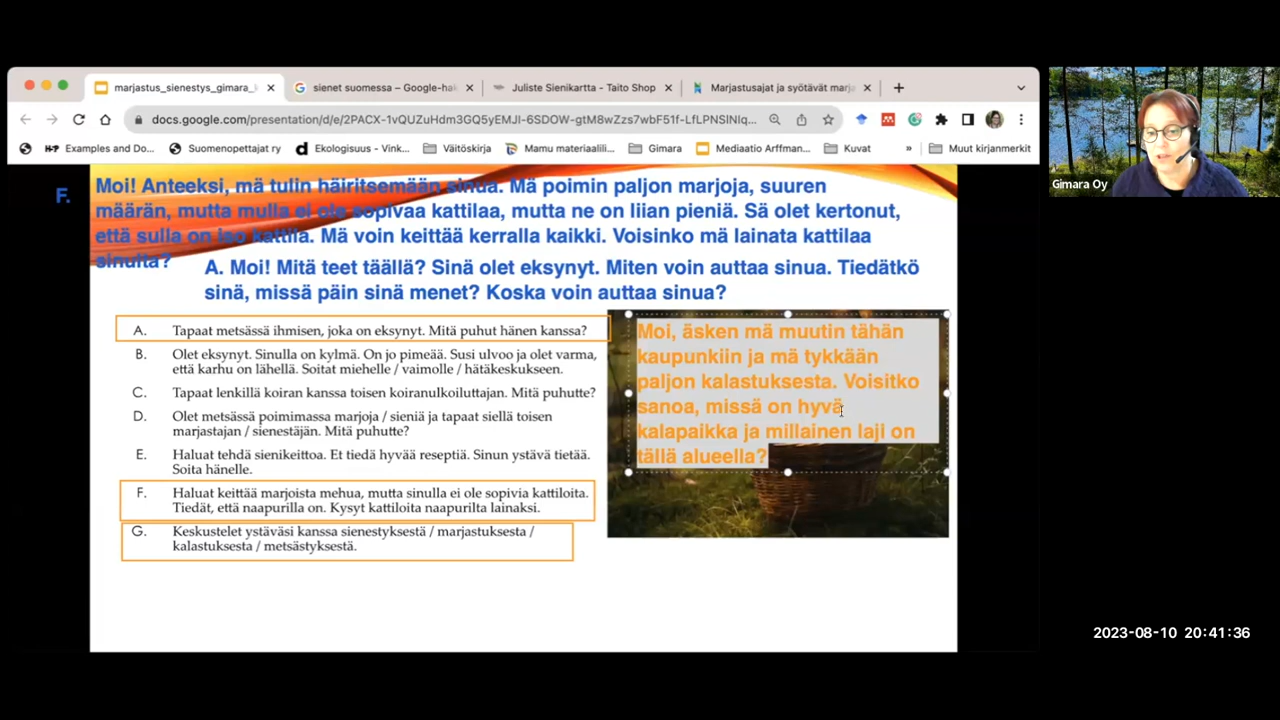 marjastus_sienestys_gimara_
sienet suomessa – Google-hak
Juliste Sienikartta - Taito Shop
Marjastusajat ja syötävät marja
docs.google.com/presentation/d/e/2PACX-1vQUZuHdm3GQ5yEMJI-6SDOW-gtM8wZzs7wbF51f-LfLPNSlNlq...
Examples and Do...
Suomenopettajat ry
Ekologisuus - Vink...
Väitöskirja
Mamu materiaalili...
Gimara
Mediaatio Arffman...
Kuvat
»
Muut kirjanmerkit
Gimara Oy
F.
Moi! Anteeksi, mä tulin häiritsemään sinua. Mä poimin paljon marjoja, suuren
määrän, mutta mulla ei ole sopivaa kattilaa, mutta ne on liian pieniä. Sä olet kertonut,
että sulla on iso kattila. Mä voin keittää kerralla kaikki. Voisinko mä lainata kattilaa
sinulta?
A. Moi! Mitä teet täällä? Sinä olet eksynyt. Miten voin auttaa sinua. Tiedätkö
sinä, missä päin sinä menet? Koska voin auttaa sinua?
A. Tapaat metsässä ihmisen, joka on eksynyt. Mitä puhut hänen kanssa?
B. Olet eksynyt. Sinulla on kylmä. On jo pimeää. Susi ulvoo ja olet varma,
että karhu on lähellä. Soitat miehelle / vaimolle / hätäkeskukseen.
C. Tapaat lenkillä koiran kanssa toisen koiranulkoiluttajan. Mitä puhutte?
D. Olet metsässä poimimassa marjoja / sieniä ja tapaat siellä toisen
marjastajan / sienestäjän. Mitä puhutte?
E. Haluat tehdä sienikeittoa. Et tiedä hyvää reseptiä. Sinun ystävä tietää.
Soita hänelle.
F. Haluat keittää marjoista mehua, mutta sinulla ei ole sopivia kattiloita.
Tiedät, että naapurilla on. Kysyt kattiloita naapurilta lainaksi.
G. Keskustelet ystäväsi kanssa sienestyksestä / marjastuksesta /
kalastuksesta / metsästyksestä.
Moi, äsken mä muutin tähän
kaupunkiin ja mä tykkään
paljon kalastuksesta. Voisitko
sanoa, missä on hyvä
kalapaikka ja millainen laji on
tällä alueella?
2023-08-10 20:41:36